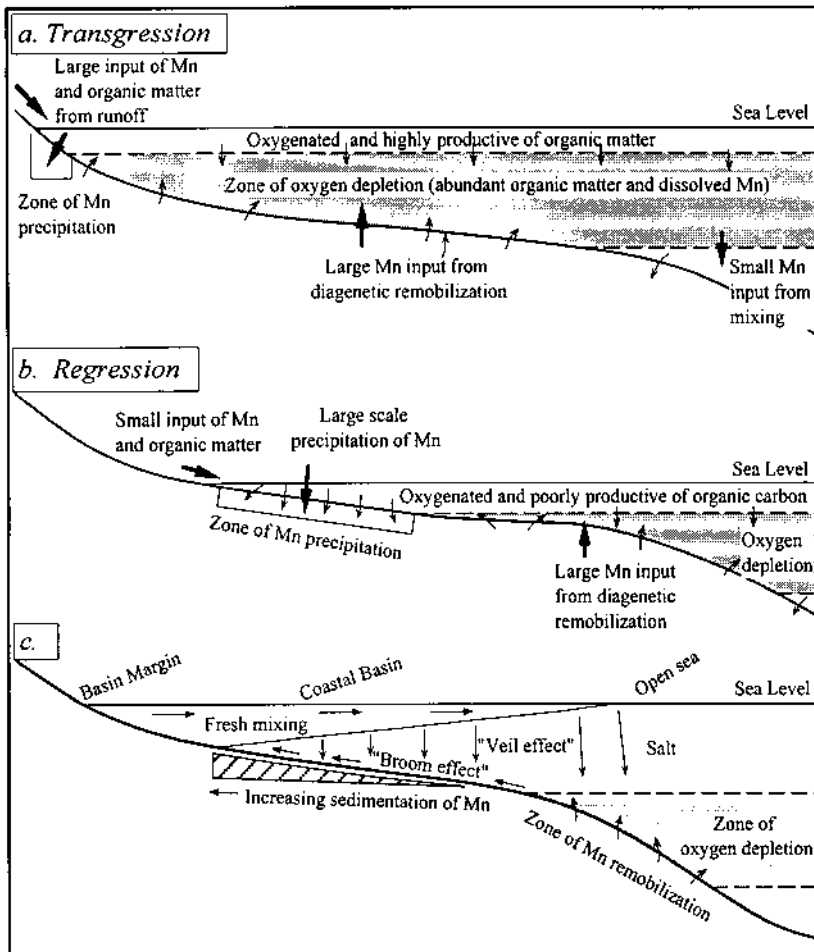 a. Transgression
Large input of Mn
and organic matter
from runoff
Sea Level
Oxygenated and highly productive of organic matter
Zone of oxygen depletion (abundant organic matter and dissolved Mn)
Zone of Mn
precipitation
Large Mn input from
diagenetic remobilization
Small Mn
input from
mixing
b. Regression
Small input of Mn
and organic matter
Large scale
precipitation of Mn
Sea Level
Oxygenated and poorly productive of organic carbon
Zone of Mn precipitation
Oxygen
depletion
Large Mn input
from diagenetic
remobilization
c.
Basin Margin
Coastal Basin
Open sea
Sea Level
Fresh mixing
"Veil effect"
Salt
"Broom effect"
Increasing sedimentation of Mn
Zone of Mn remobilization
Zone of
oxygen depletion